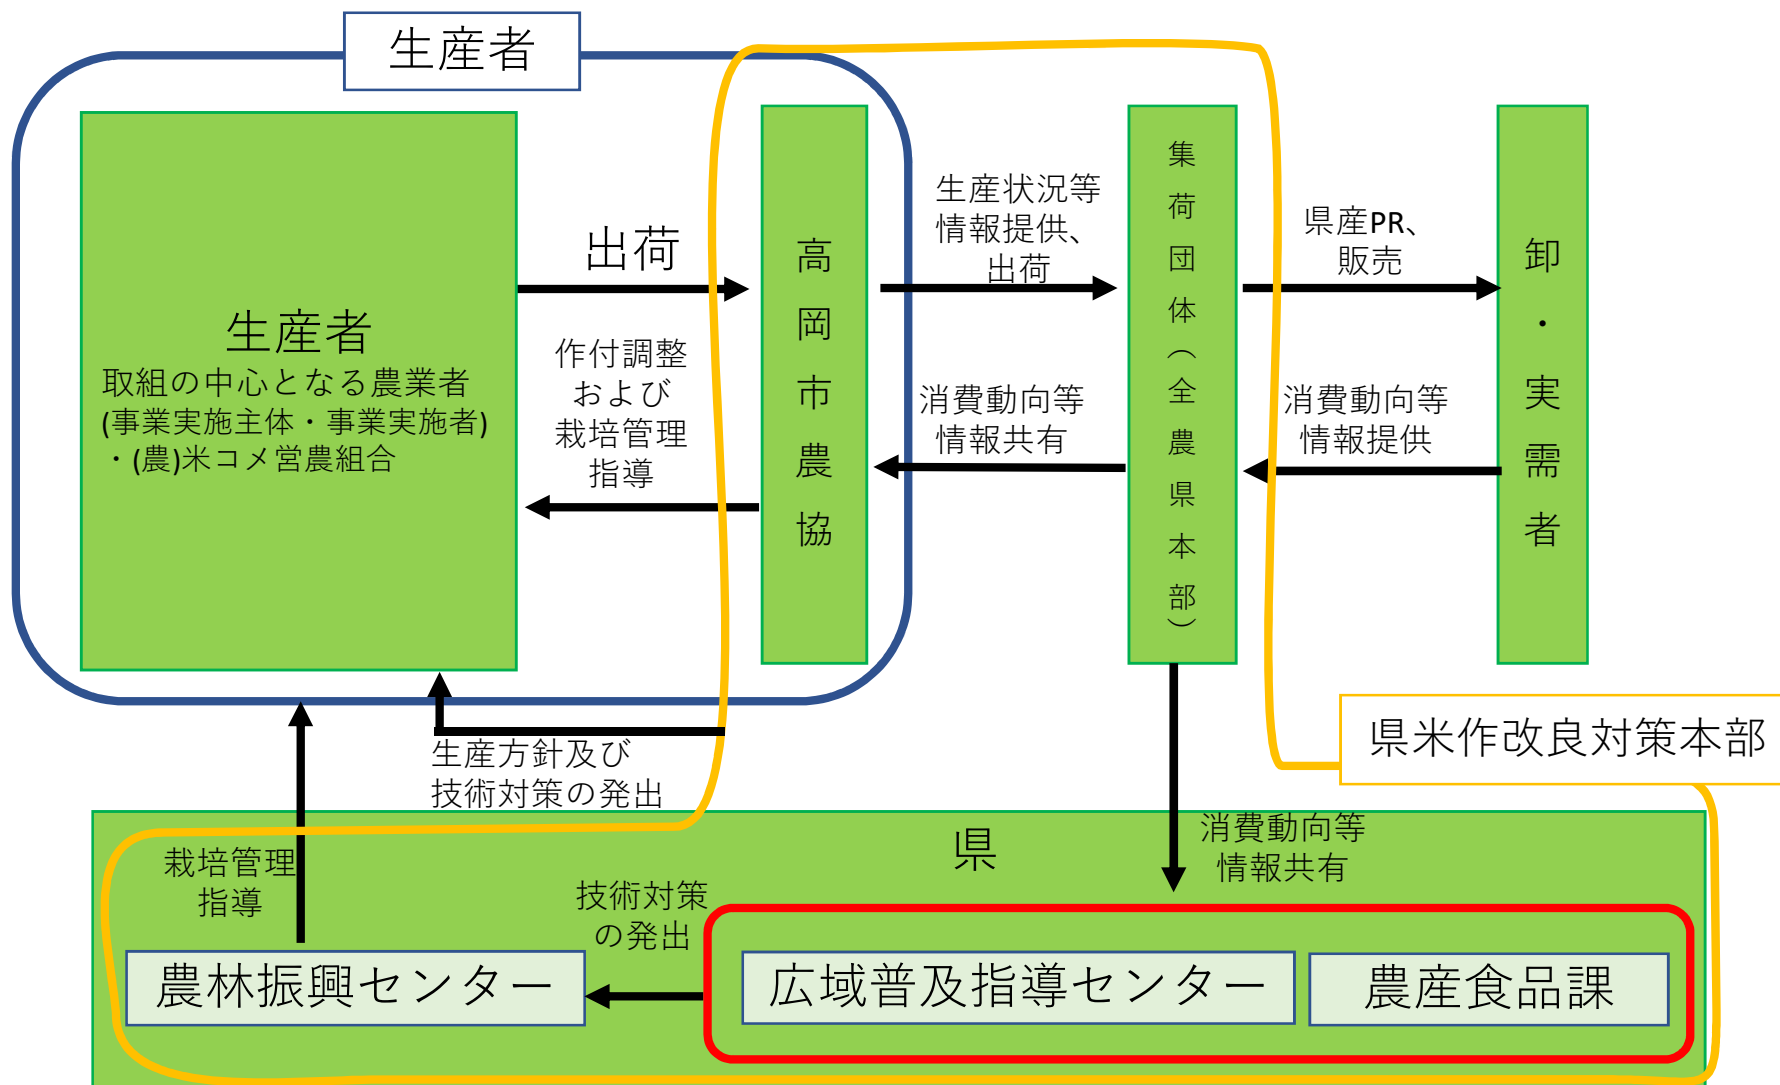 生産者
生産者
取組の中心となる農業者
(事業実施主体・事業実施者)
・(農)米コメ営農組合
出荷
作付調整
および
栽培管理
指導
高岡市農協
生産状況等
情報提供、
出荷
消費動向等
情報共有
集荷団体（全農県本部）
県産PR、
販売
消費動向等
情報提供
卸・実需者
県米作改良対策本部
生産方針及び
技術対策の発出
県
消費動向等
情報共有
栽培管理
指導
技術対策
の発出
農林振興センター
広域普及指導センター
農産食品課